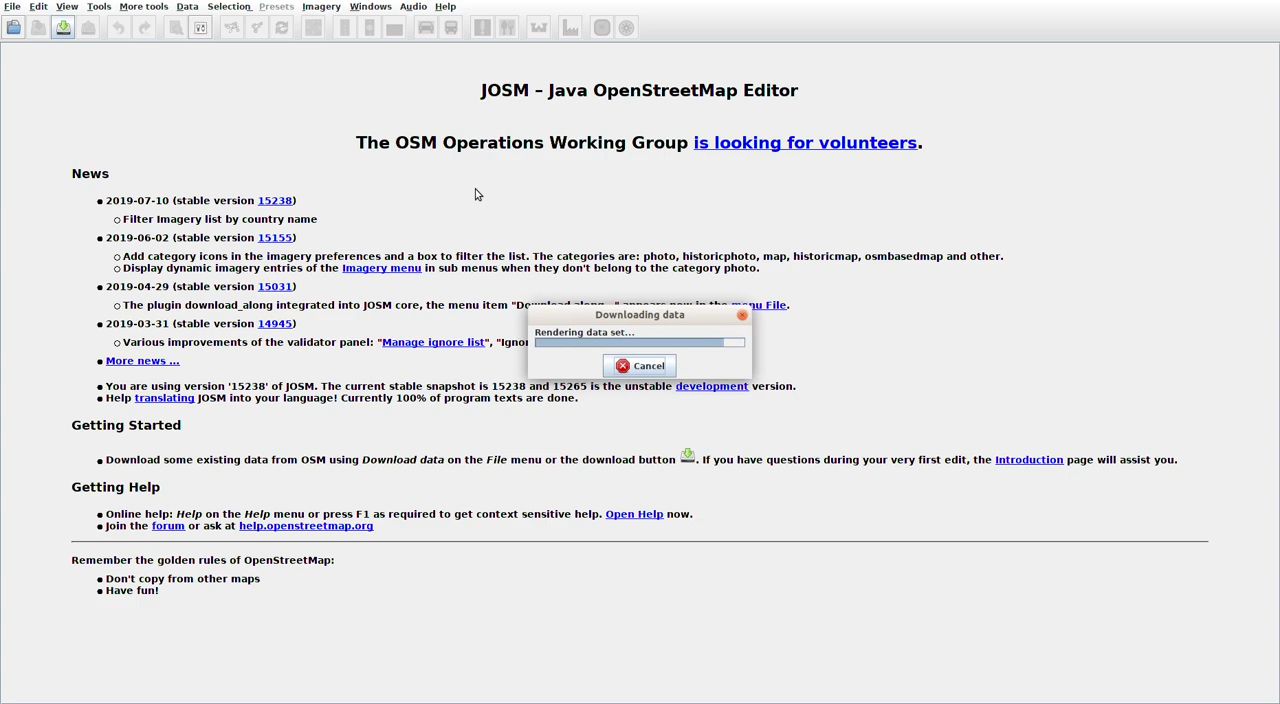 File Edit View Tools More tools Data Selection Presets Imagery Windows Audio Help
JOSM – Java OpenStreetMap Editor
The OSM Operations Working Group is looking for volunteers.
News
2019-07-10 (stable version 15238)
Filter Imagery list by country name
2019-06-02 (stable version 15155)
Add category icons in the imagery preferences and a box to filter the list. The categories are: photo, historicphoto, map, historicmap, osmbasedmap and other.
Display dynamic imagery entries of the Imagery menu in sub menus when they don't belong to the category photo.
2019-04-29 (stable version 15031)
The plugin download_along integrated into JOSM core, the menu item "Download along..." appears now in the menu File.
Downloading data
2019-03-31 (stable version 14945)
Rendering data set...
Various improvements of the validator panel: "Manage ignore list", "Igno
More news ...
Cancel
You are using version '15238' of JOSM. The current stable snapshot is 15238 and 15265 is the unstable development version.
Help translating JOSM into your language! Currently 100% of program texts are done.
Getting Started
Download some existing data from OSM using Download data on the File menu or the download button . If you have questions during your very first edit, the Introduction page will assist you.
Getting Help
Online help: Help on the Help menu or press F1 as required to get context sensitive help. Open Help now.
Join the forum or ask at help.openstreetmap.org
Remember the golden rules of OpenStreetMap:
Don't copy from other maps
Have fun!